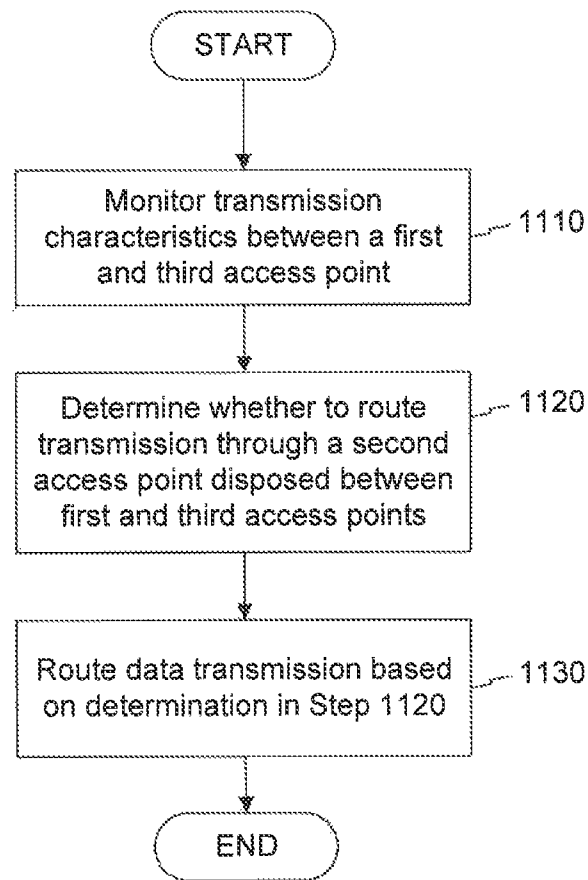 START
Monitor transmission
characteristics between a first
and third access point
1110
Determine whether to route
transmission through a second
access point disposed between
first and third access points
1120
Route data transmission based
on determination in Step 1120
1130
END